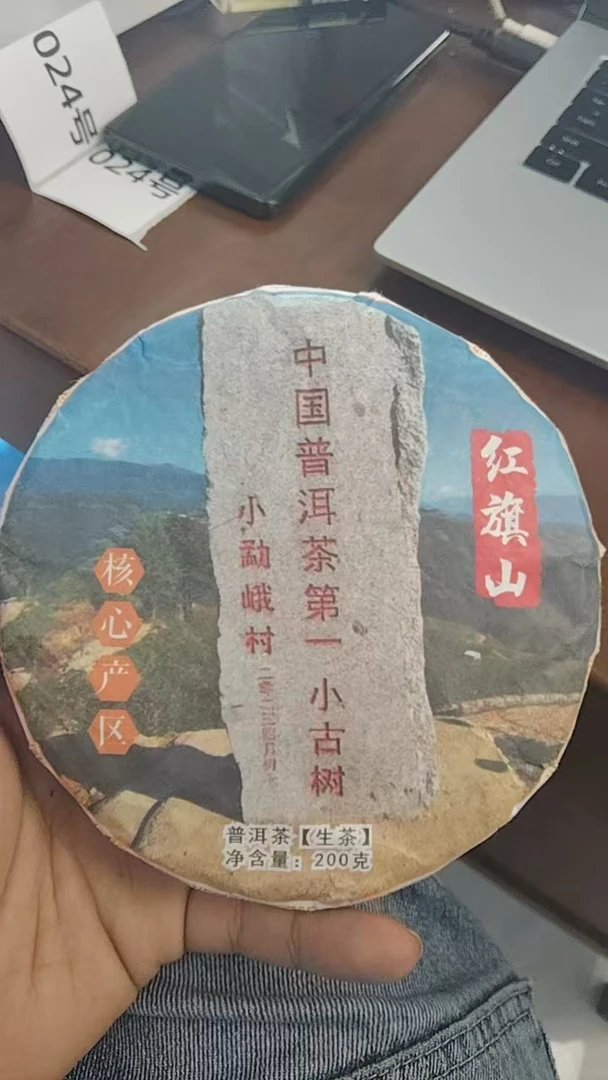 024号
024号
中国普洱茶第一小古树
小勐峨村
红旗山
核心产区
普洱茶【生茶】
净含量：200克